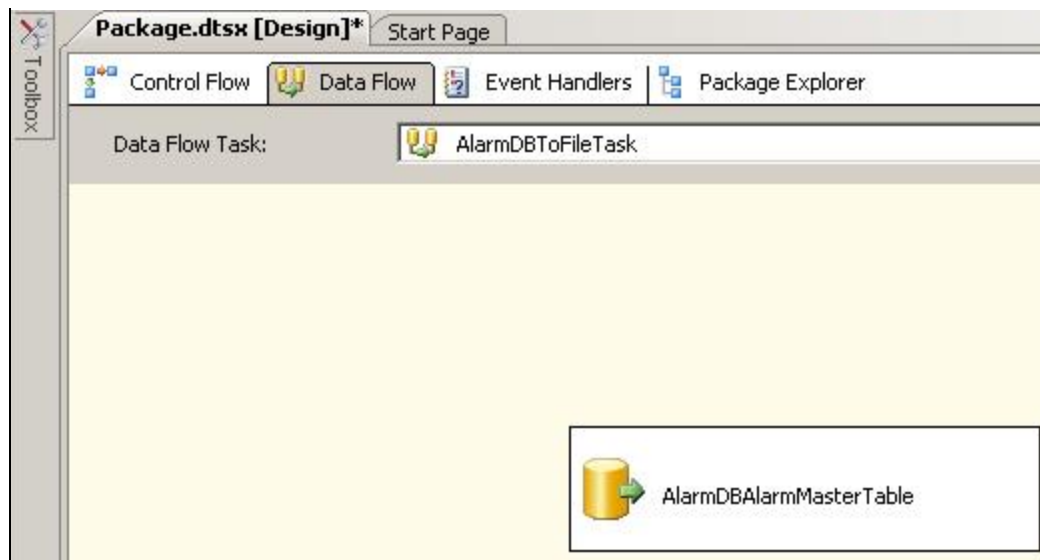 Package.dtsx [Design]* Start Page
Toolbox
Control Flow Data Flow Event Handlers Package Explorer
Data Flow Task: AlarmDBToFileTask
AlarmDBAlarmMasterTable